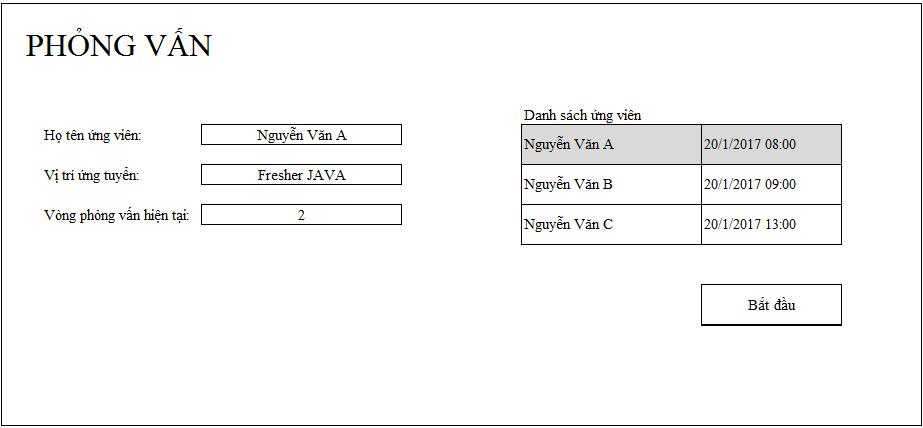 PHỎNG VẤN
Họ tên ứng viên: Nguyễn Văn A
Vị trí ứng tuyển: Fresher JAVA
Vòng phỏng vấn hiện tại: 2
Danh sách ứng viên
Nguyễn Văn A 20/1/2017 08:00
Nguyễn Văn B 20/1/2017 09:00
Nguyễn Văn C 20/1/2017 13:00
Bắt đầu